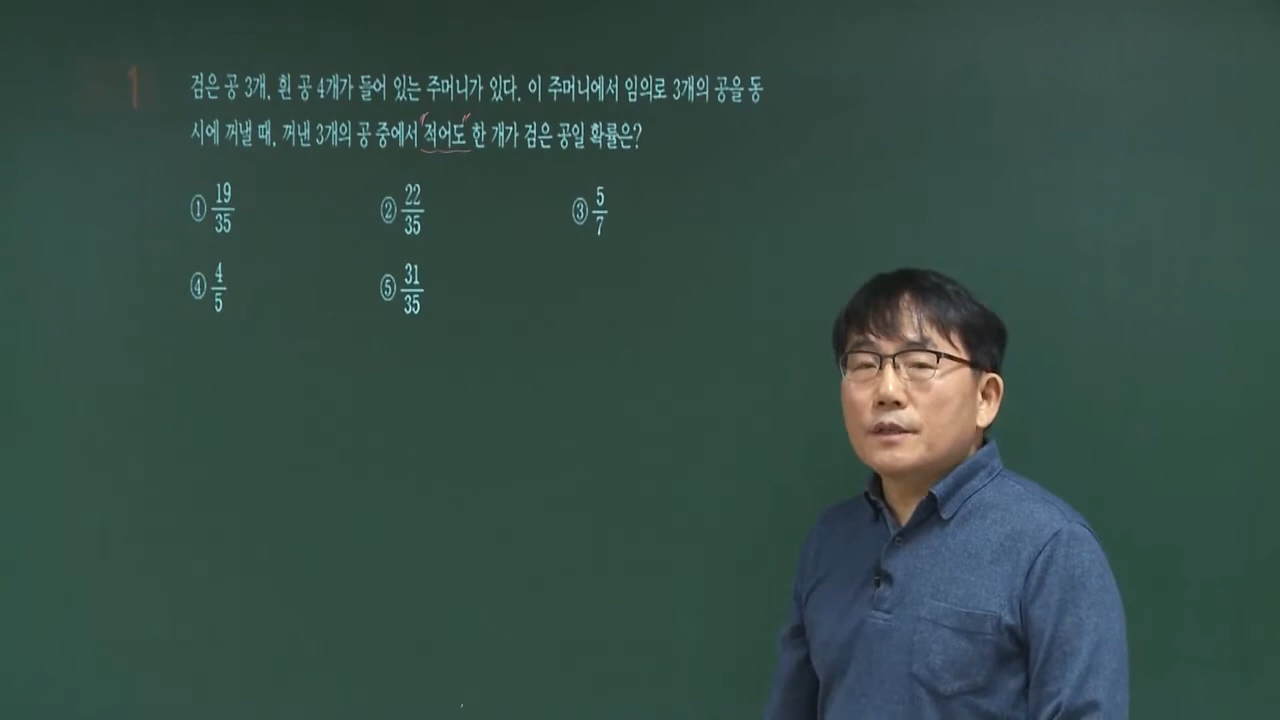 1
검은 공 3개, 흰 공 4개가 들어 있는 주머니가 있다. 이 주머니에서 임의로 3개의 공을 동
시에 꺼낼 때, 꺼낸 3개의 공 중에서 "적어도" 한 개가 검은 공일 확률은?
① 19/35 ② 22/35 ③ 5/7
④ 4/5 ⑤ 31/35